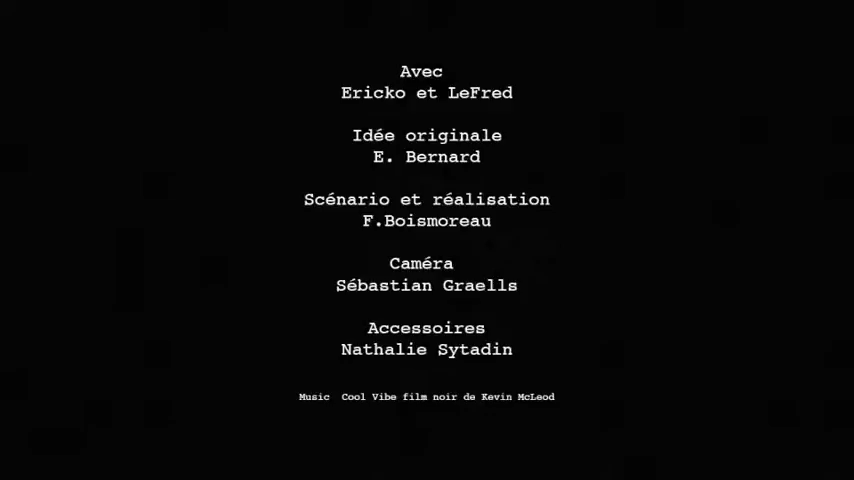 Avec
Ericko et LeFred
Idée originale
E. Bernard
Scénario et réalisation
F.Boismoreau
Caméra
Sébastian Graells
Accessoires
Nathalie Sytadin
Music Cool Vibe film noir de Kevin McLeod